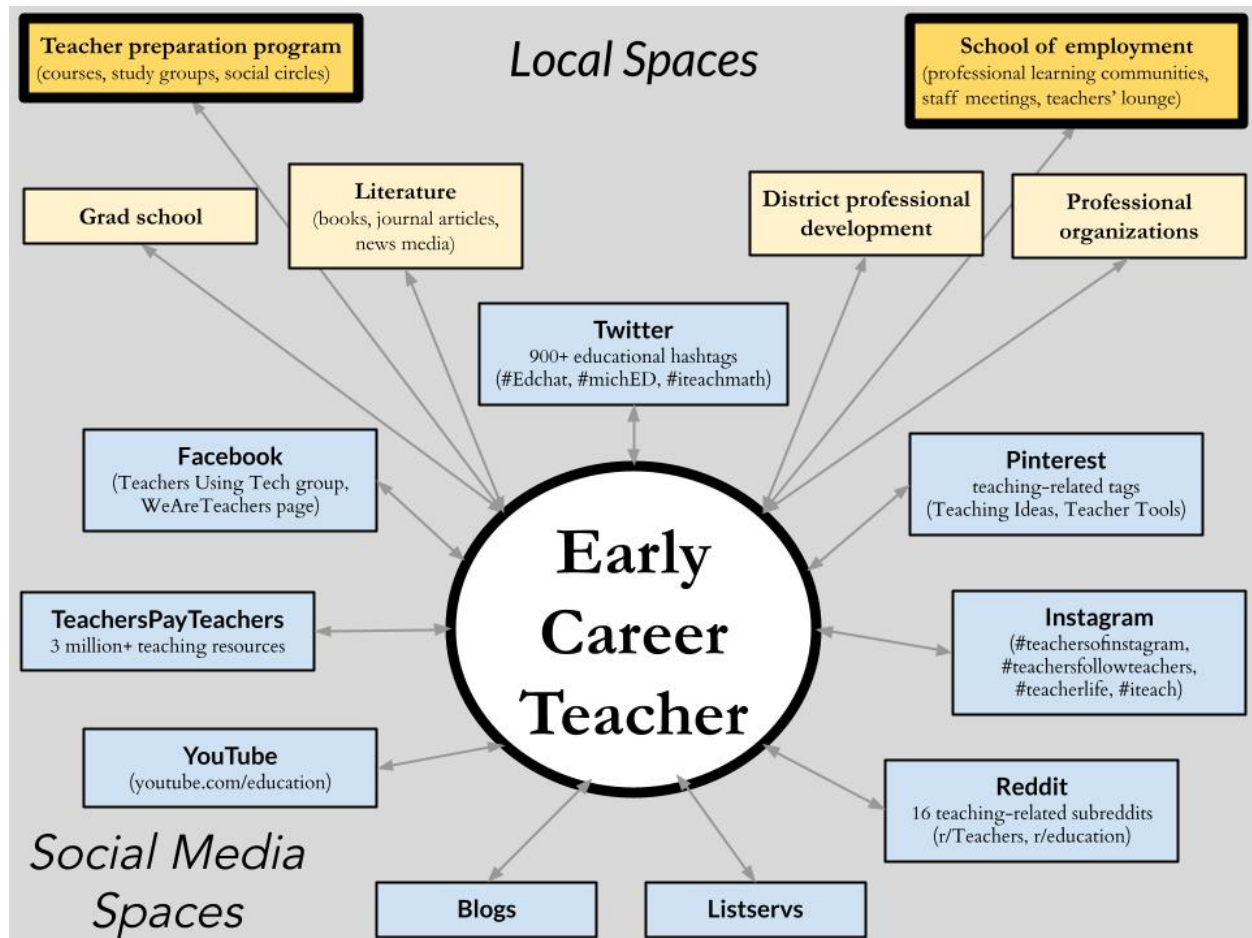 Teacher preparation program
(courses, study groups, social circles)
Local Spaces
School of employment
(professional learning communities,
staff meetings, teachers' lounge)
Grad school
Literature
(books, journal articles,
news media)
District professional
development
Professional
organizations
Twitter
900+ educational hashtags
(#Edchat, #michED, #iteachmath)
Facebook
(Teachers Using Tech group,
WeAreTeachers page)
Pinterest
teaching-related tags
(Teaching Ideas, Teacher Tools)
Early
Career
Teacher
TeachersPayTeachers
3 million+ teaching resources
Instagram
(#teachersofinstagram,
#teachersfollowteachers,
#teacherlife, #iteach)
YouTube
(youtube.com/education)
Reddit
16 teaching-related subreddits
(r/Teachers, r/education)
Social Media
Spaces
Blogs
Listservs